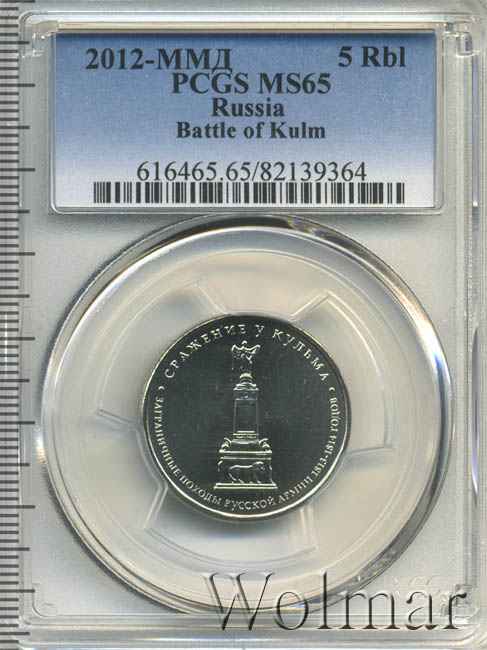 2012-ММД 5 Rbl
PCGS MS65
Russia
Battle of Kulm
616465.65/82139364
• СРАЖЕНИЕ У КУЛЬМА •
ЗАГРАНИЧНЫЕ ПОХОДЫ РУССКОЙ АРМИИ 1813-1814 ГОДОВ
Wolmar